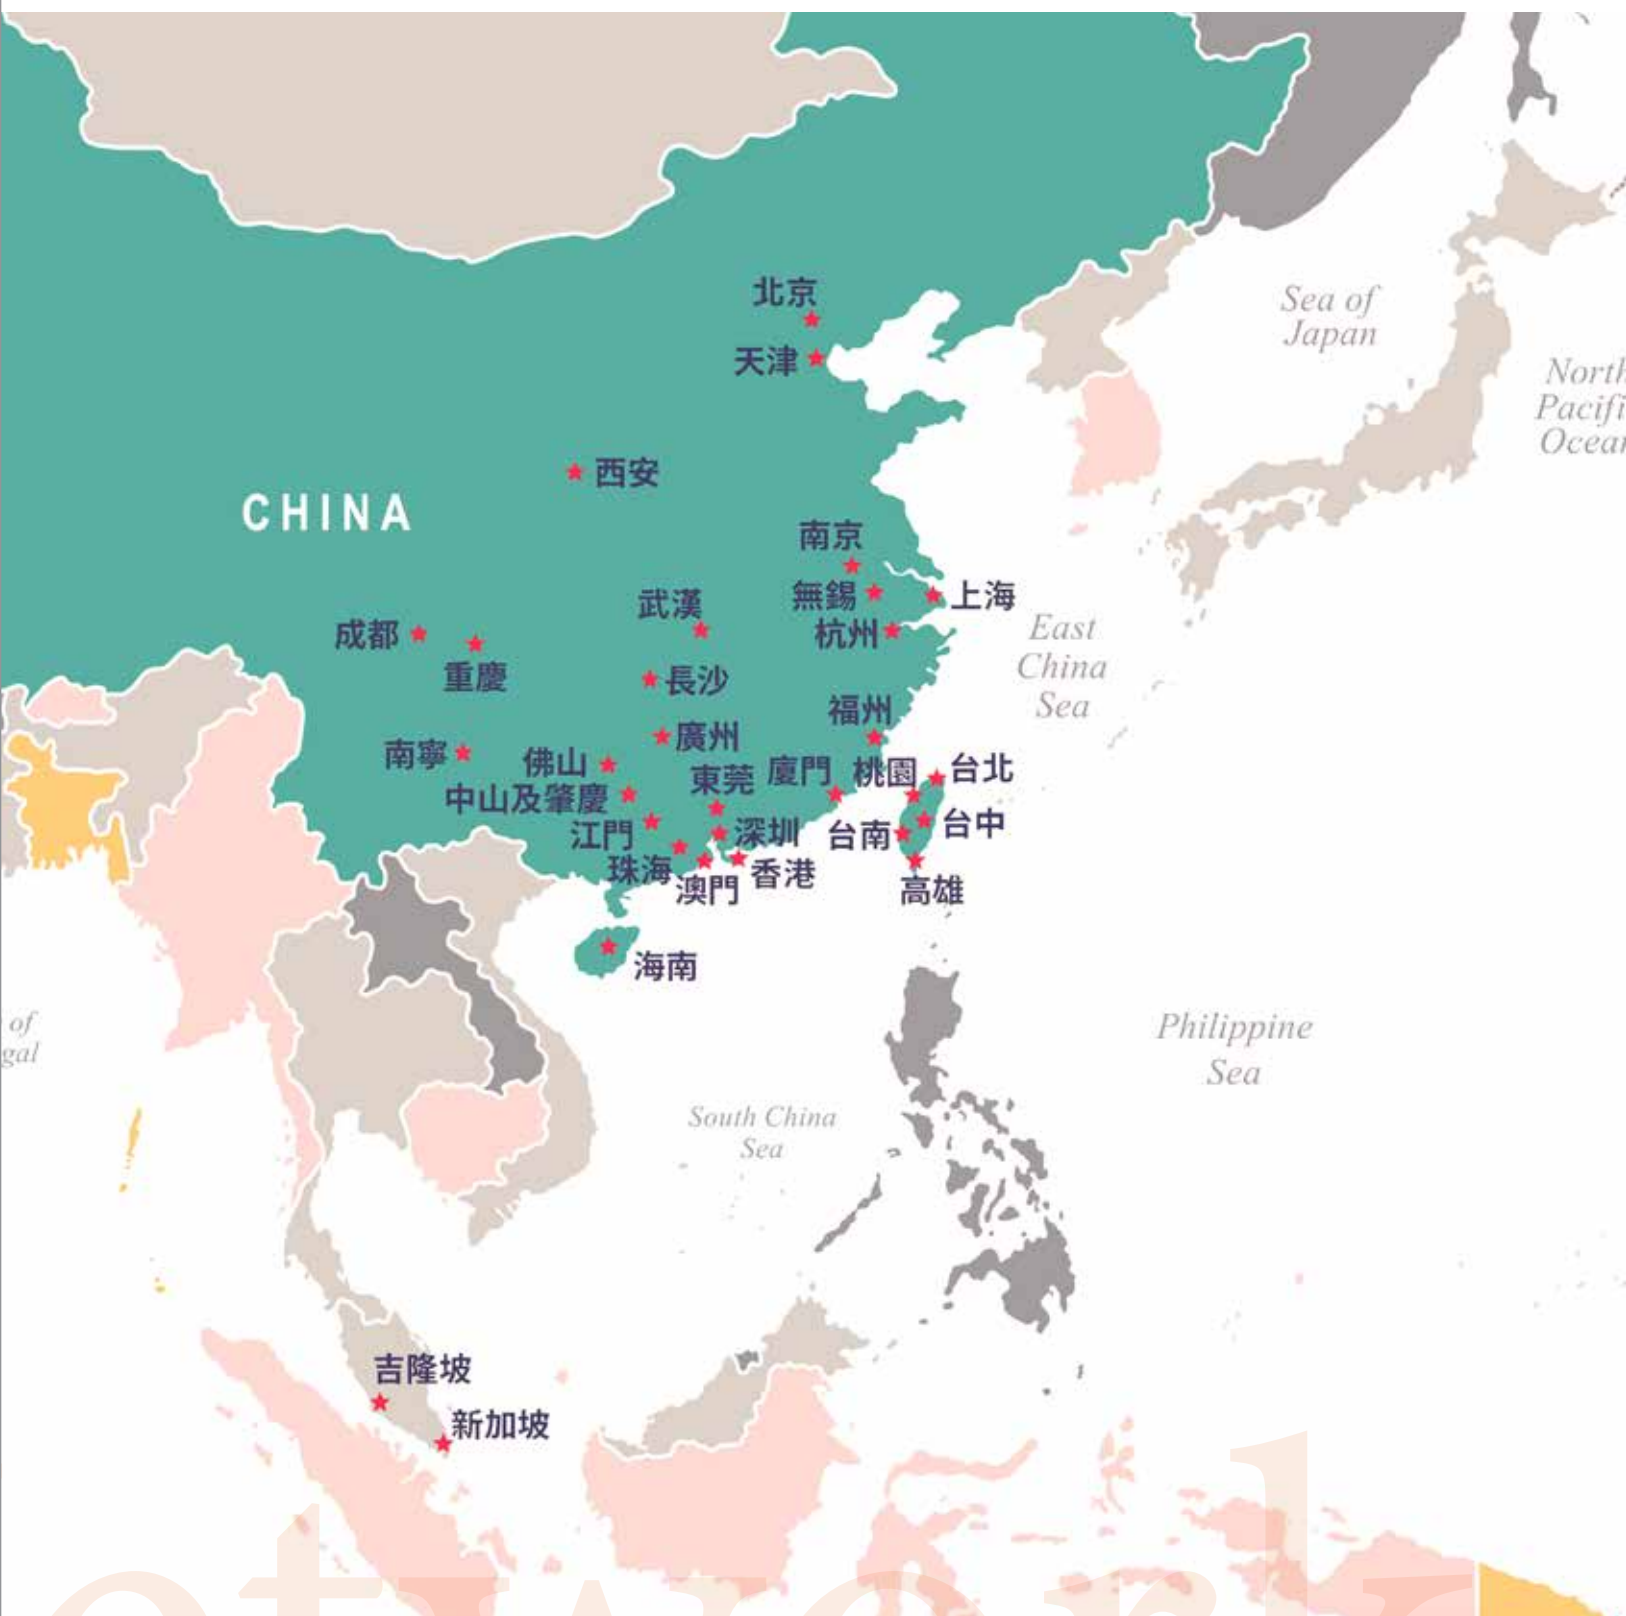 北京
Sea of
Japan
天津
North
Pacifi
Ocear
西安
CHINA
南京
無錫
上海
武漢
杭州
成都
East
China
Sea
重慶
長沙
福州
廣州
南寧
佛山
東莞
廈門
桃園
台北
中山及肇慶
江門
深圳
台南
台中
珠海
澳門
香港
高雄
海南
of
gal
Philippine
Sea
South China
Sea
吉隆坡
新加坡
etwork